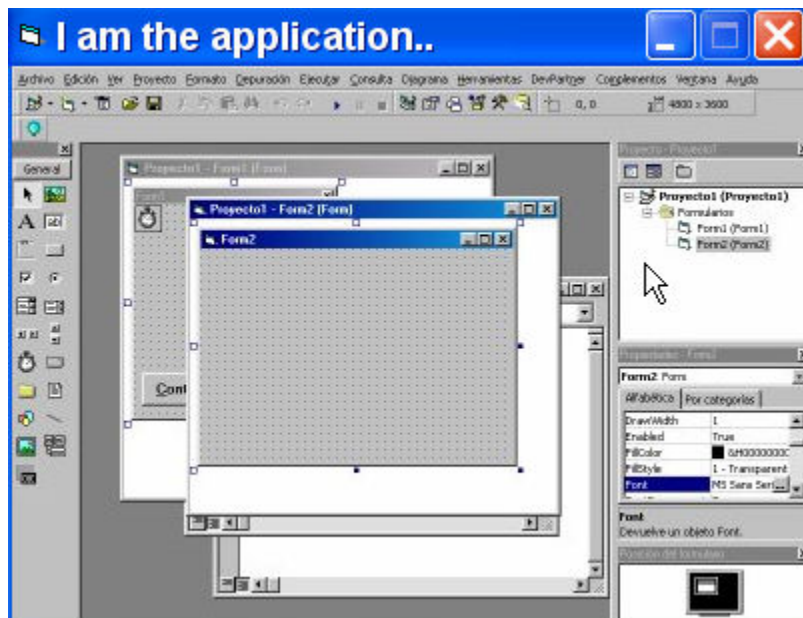 I am the application..
Archivo Edición Ver Proyecto Formato Depuración Ejecutar Consulta Diagrama Herramientas DevPartner Complementos Ventana Ayuda
0, 0 4800 x 3600
General
Proyecto1 - Form1 (Form)
Form1
Cont
Proyecto1 - Form2 (Form)
Form2
Proyecto - Proyecto1
Proyecto1 (Proyecto1)
Formularios
Form1 (Form1)
Form2 (Form2)
Propiedades - Form2
Form2 Form
Alfabética Por categorías
DrawWidth 1
Enabled True
FillColor
FillStyle 1 - Transparent
Font MS Sans Seri
Font
Devuelve un objeto Font.
Posición del formulario